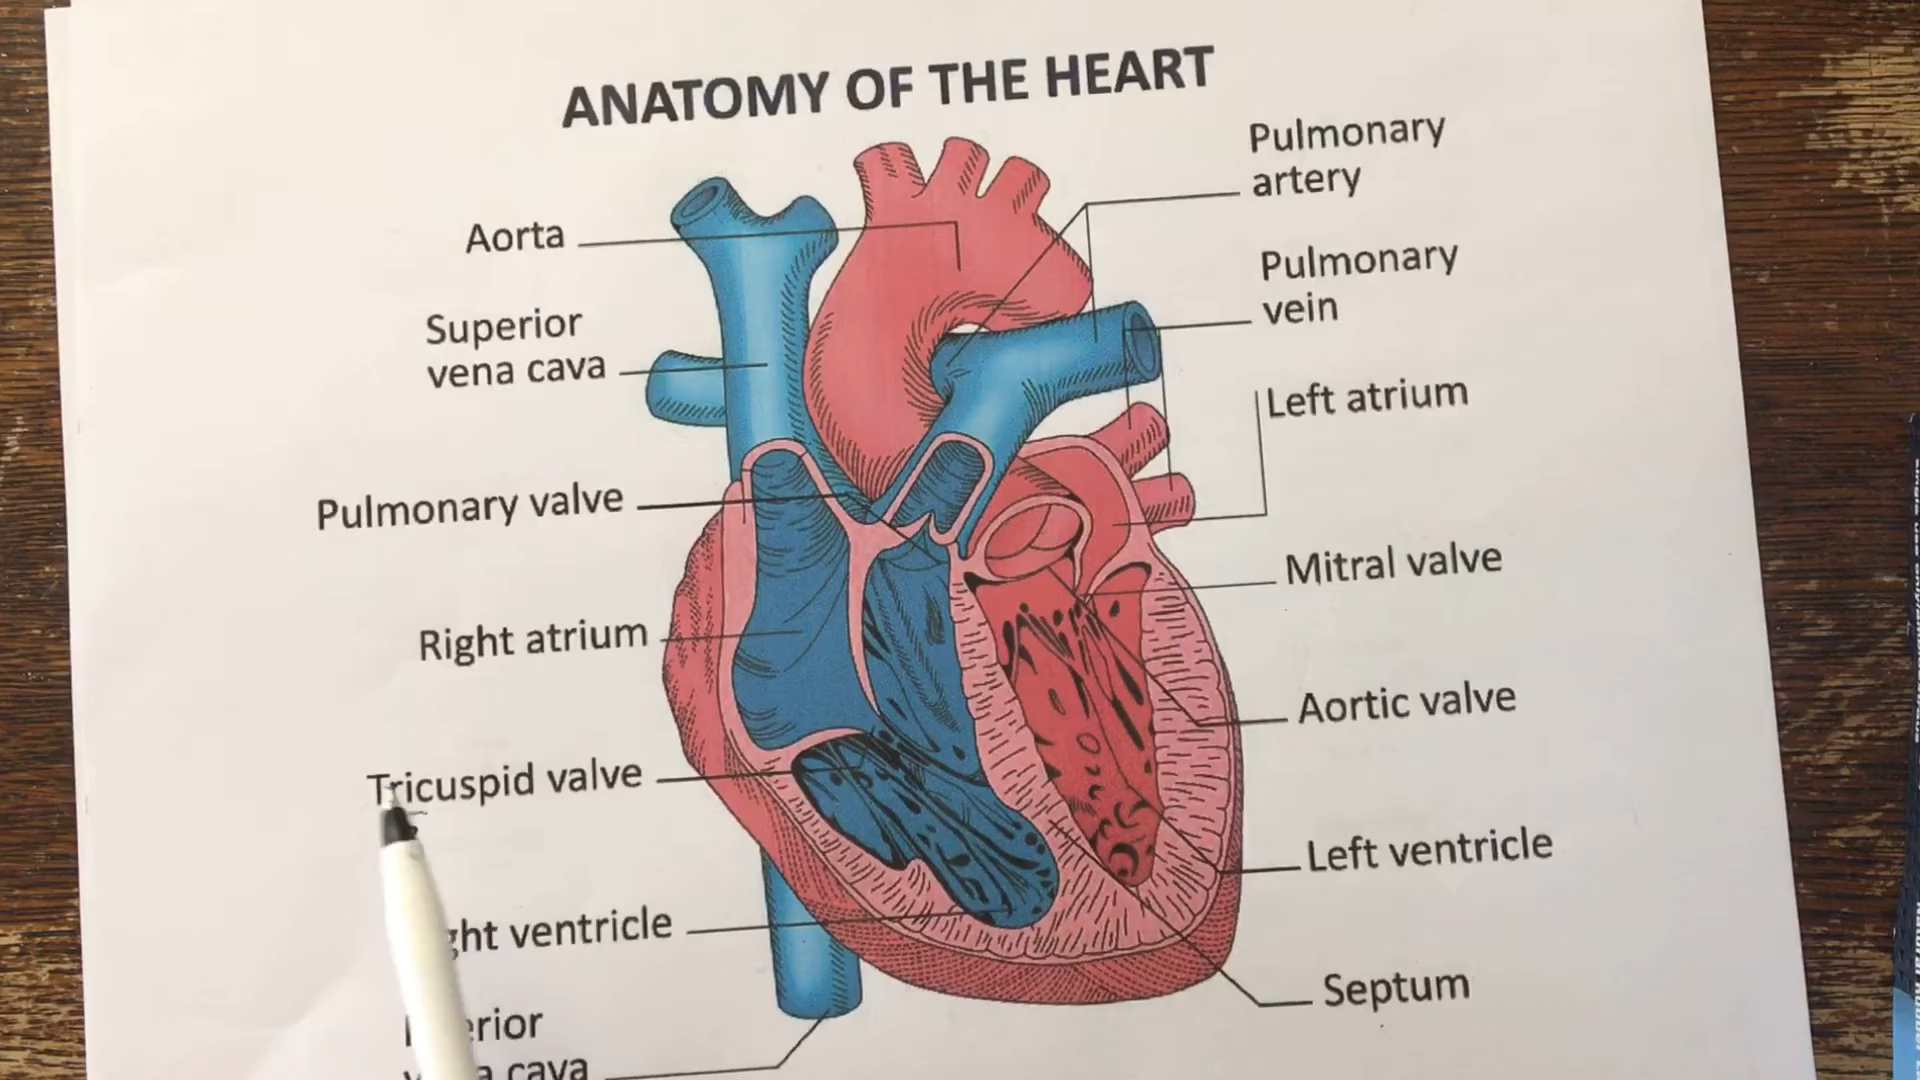 ANATOMY OF THE HEART
Pulmonary
artery
Aorta
Pulmonary
vein
Superior
vena cava
Left atrium
Pulmonary valve
Mitral valve
Right atrium
Aortic valve
Tricuspid valve
Left ventricle
ght ventricle
Septum
erior
a cava